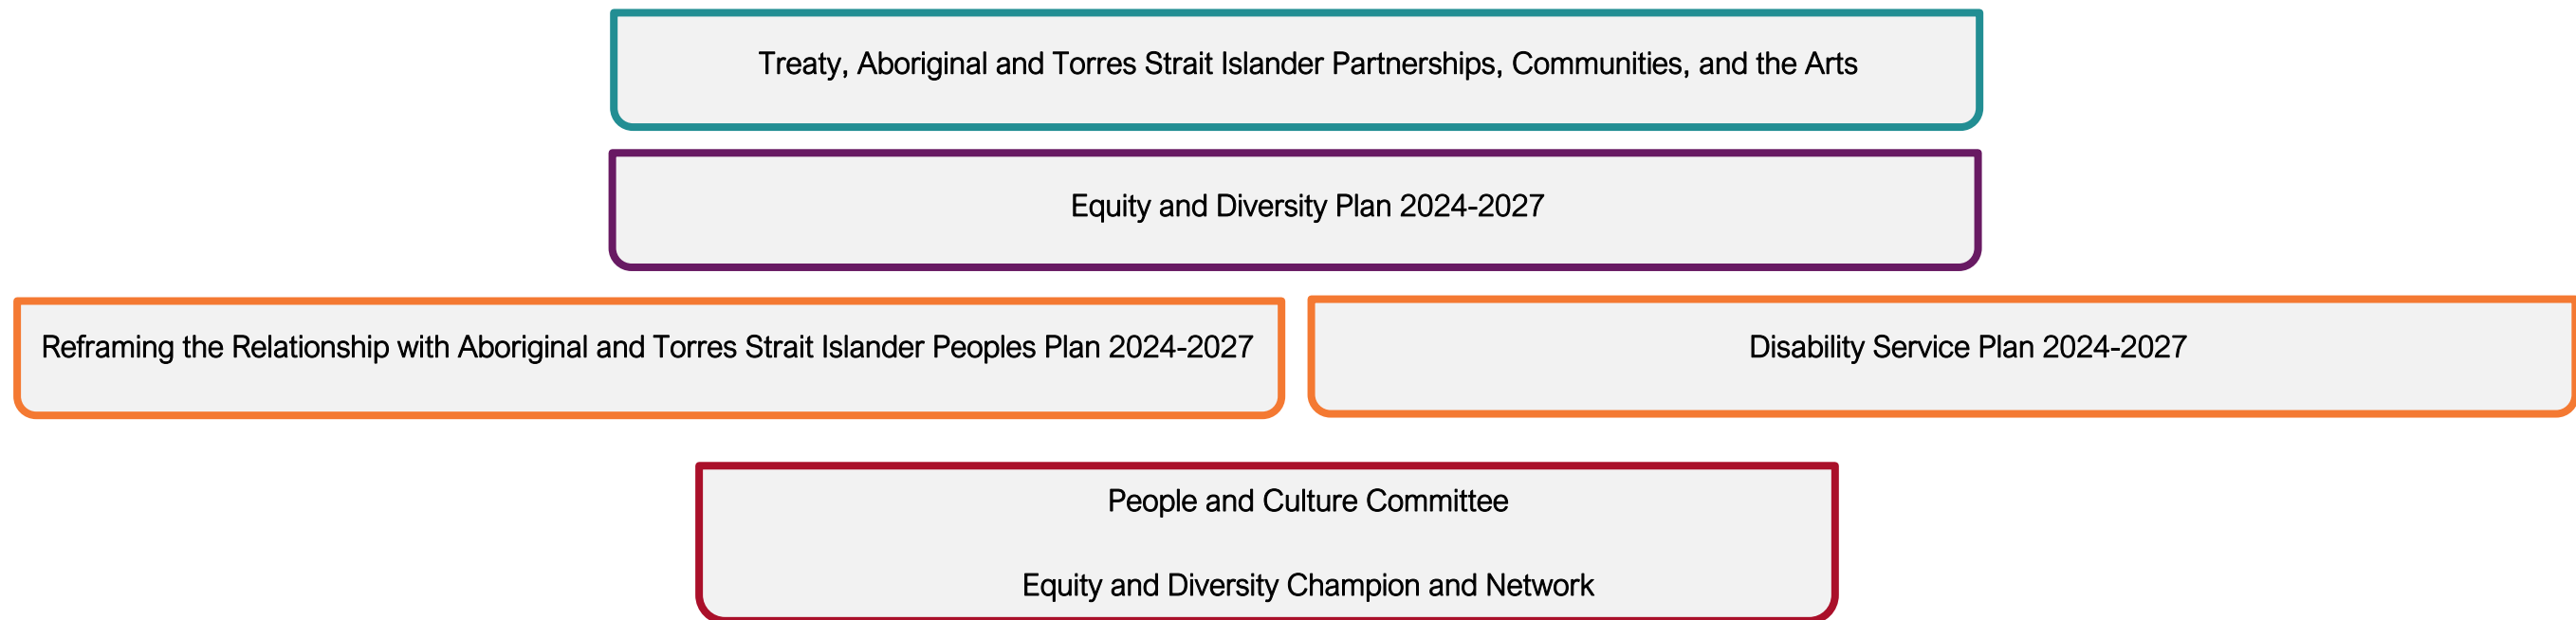 Treaty, Aboriginal and Torres Strait Islander Partnerships, Communities, and the Arts
Equity and Diversity Plan 2024-2027
Reframing the Relationship with Aboriginal and Torres Strait Islander Peoples Plan 2024-2027
Disability Service Plan 2024-2027
People and Culture Committee
Equity and Diversity Champion and Network